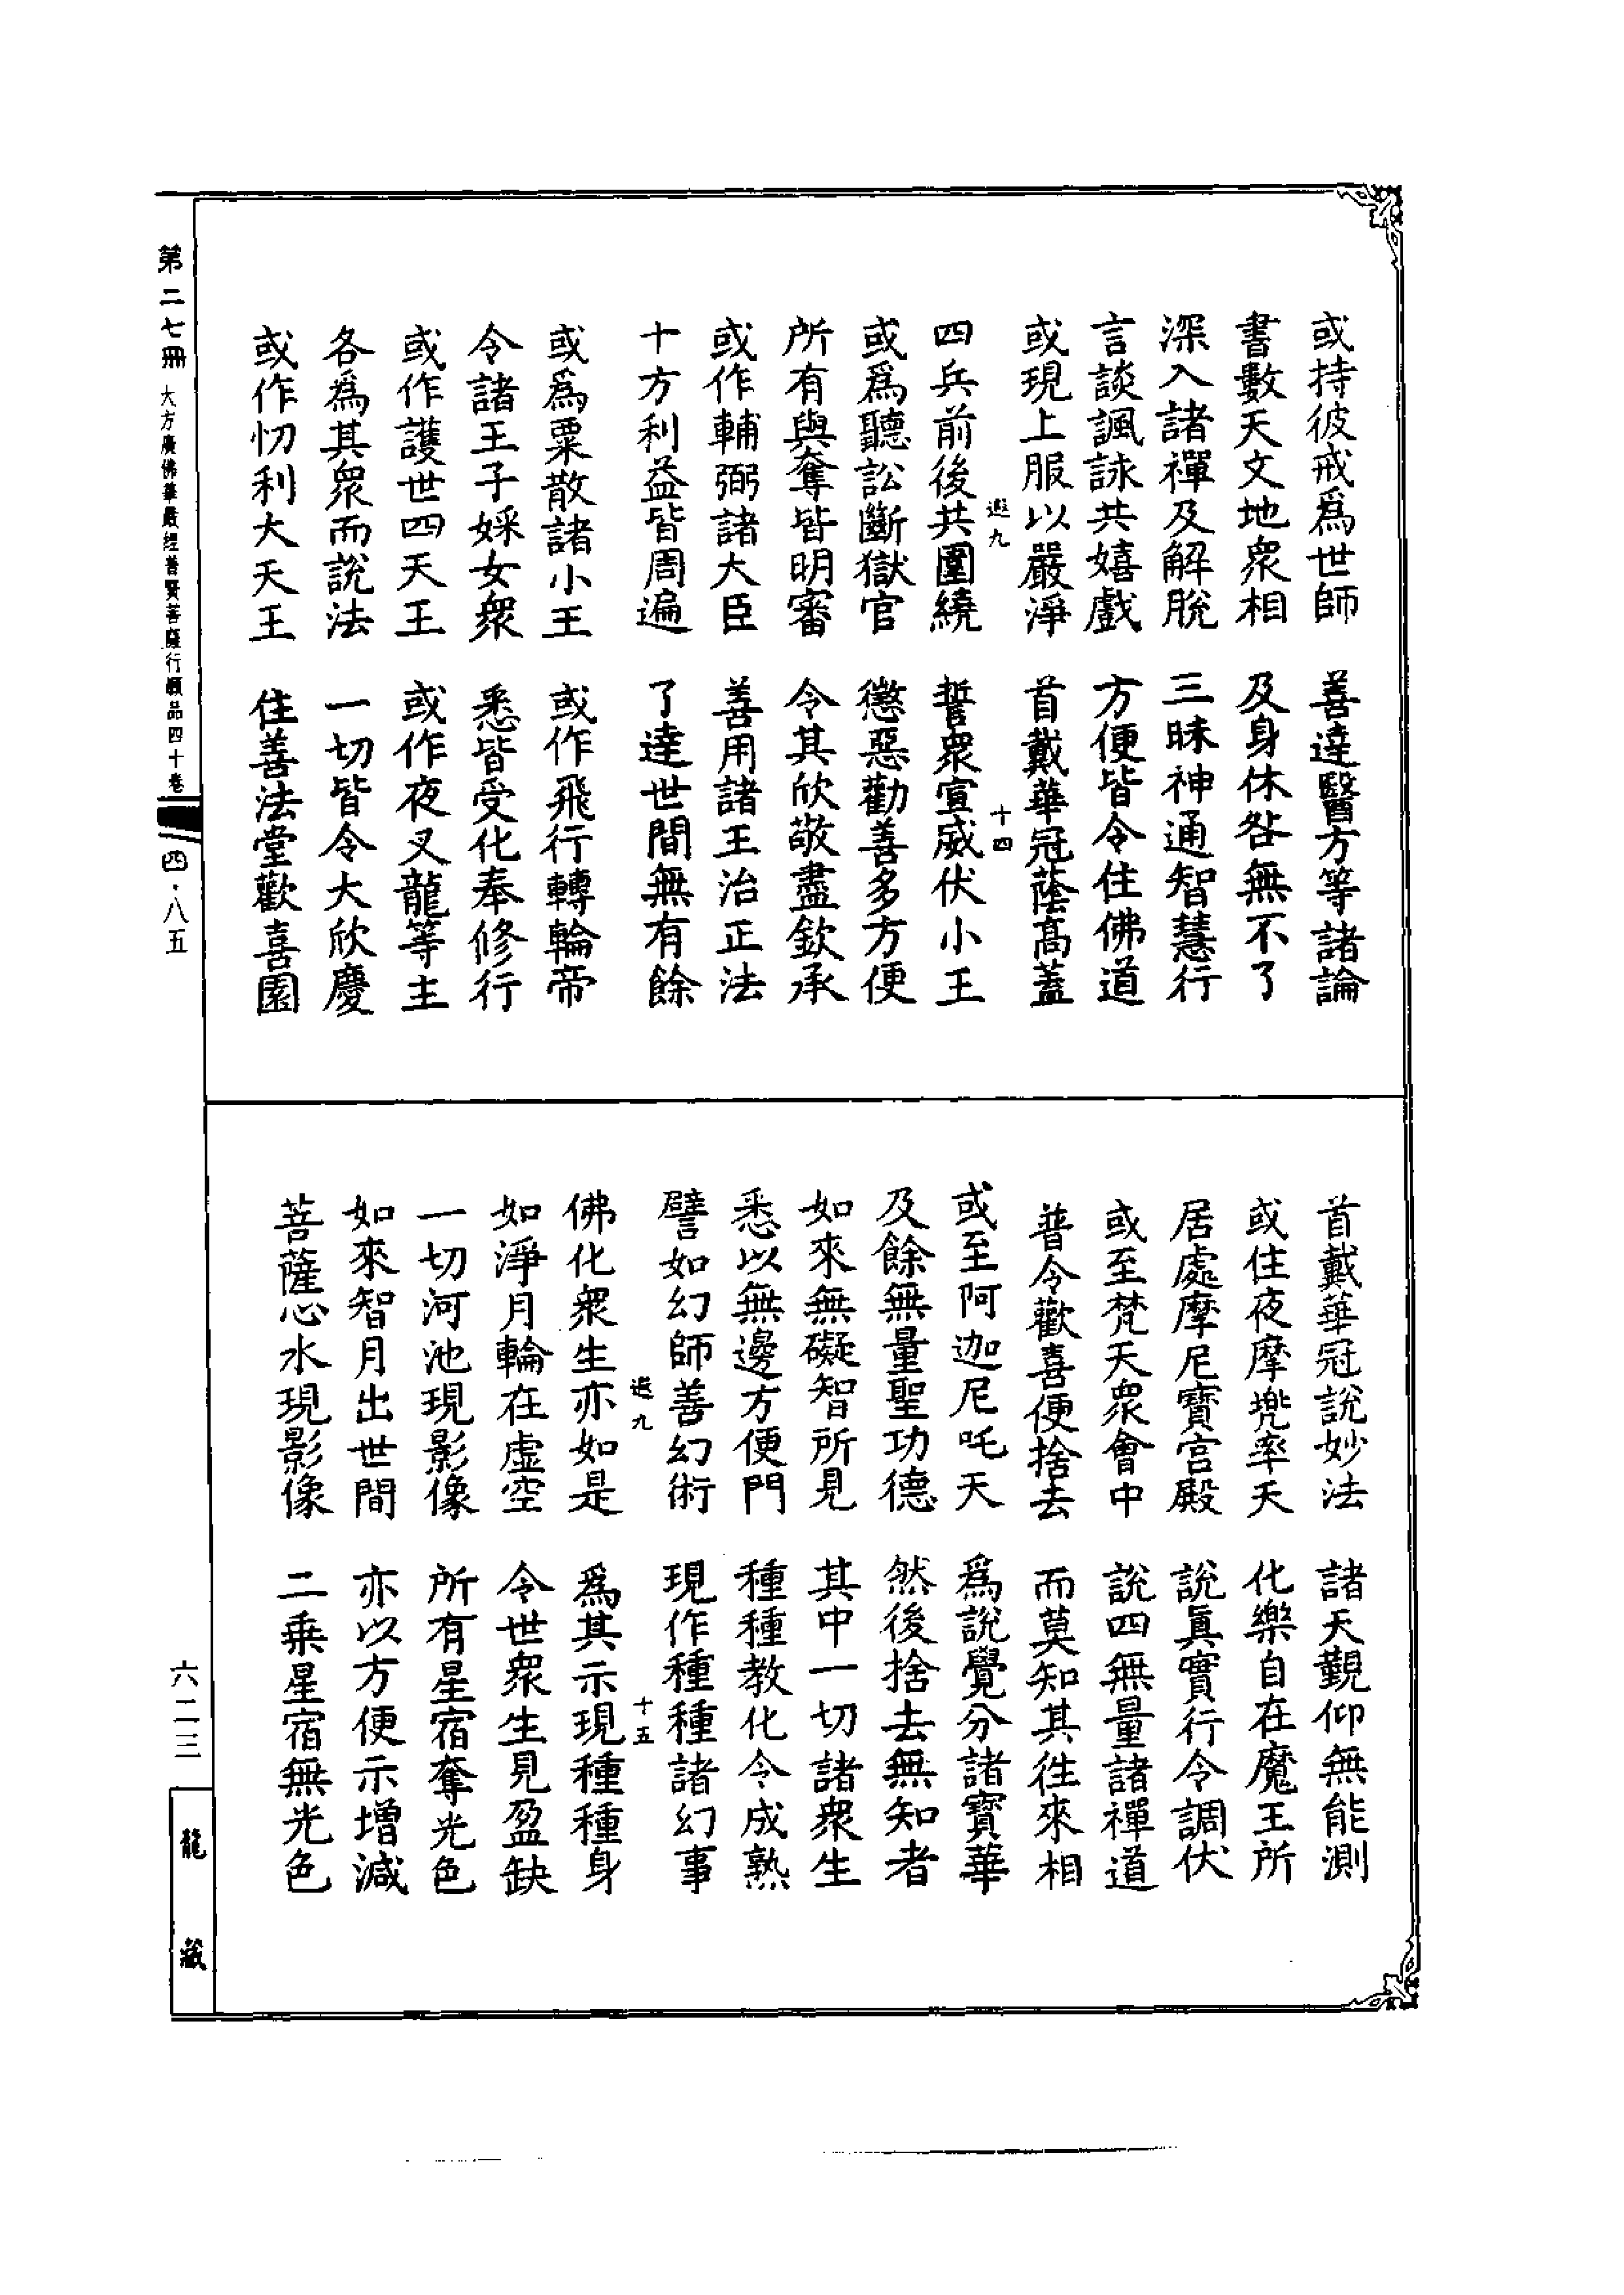 或持彼戒爲世師　善達醫方等諸論
書數天文地衆相　及身休咎無不了
深入諸禪及解脫　三昧神通智慧行
言談諷詠共嬉戲　方便皆令住佛道
或現上服以嚴淨　首戴華冠蔭高蓋
遊九　十四
四兵前後共圍繞　誓衆宣威伏小王
或爲聽訟斷獄官　懲惡勸善多方便
所有與奪皆明審　令其欣敬盡欽承
或作輔弼諸大臣　善用諸王治正法
十方利益皆周遍　了達世間無有餘
或爲粟散諸小王　或作飛行轉輪帝
令諸王子婇女衆　悉皆受化奉修行
或作護世四天王　或作夜叉龍等主
各爲其衆而說法　一切皆令大欣慶
或作忉利大天王　住善法堂歡喜園
首戴華冠說妙法　諸天覲仰無能測
或住夜摩兜率天　化樂自在魔王所
居處摩尼寶宮殿　說眞實行令調伏
或至梵天衆會中　說四無量諸禪道
普令歡喜便捨去　而莫知其往來相
或至阿迦尼吒天　爲說覺分諸寶華
及餘無量聖功德　然後捨去無知者
如來無礙智所見　其中一切諸衆生
悉以無邊方便門　種種教化令成熟
譬如幻師善幻術　現作種種諸幻事
遊九　十五
佛化衆生亦如是　爲其示現種種身
如淨月輪在虛空　令世衆生見盈缺
一切河池現影像　所有星宿奪光色
如來智月出世間　亦以方便示增減
菩薩心水現影像　二乘星宿無光色
第二七冊　大方廣佛華嚴經普賢菩薩行願品四十卷　四·八五
六二三
龍藏